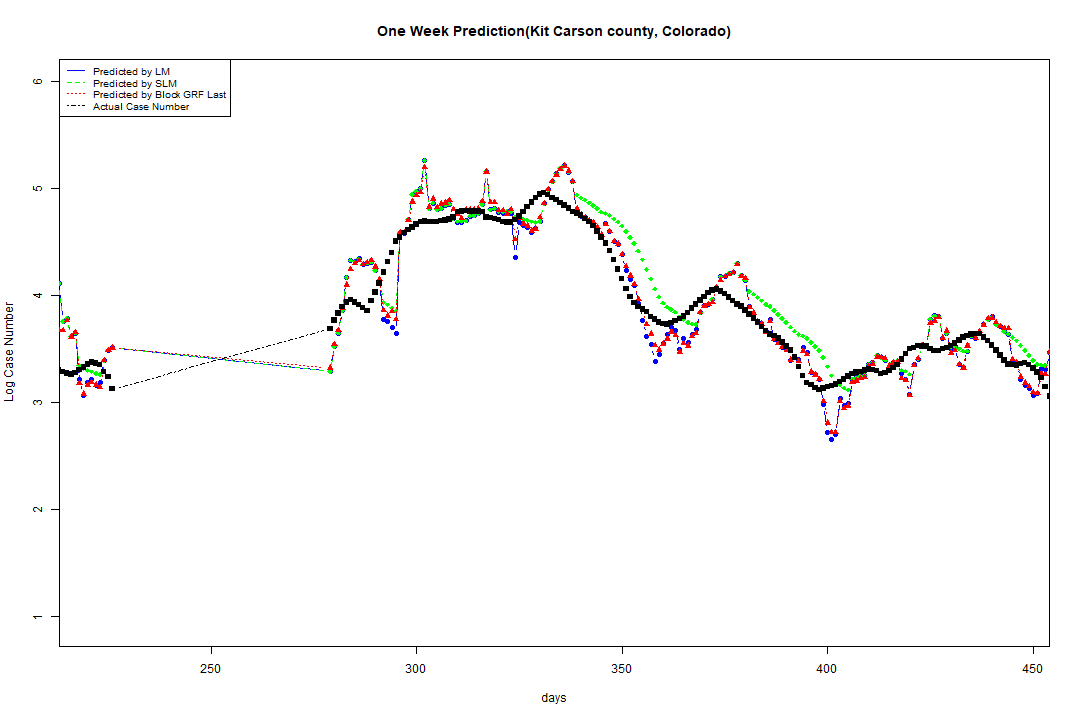 One Week Prediction(Kit Carson county, Colorado)
Predicted by LM
Predicted by SLM
Predicted by Block GRF Last
Actual Case Number
6
5
4
3
2
1
Log Case Number
250
300
350
400
450
days